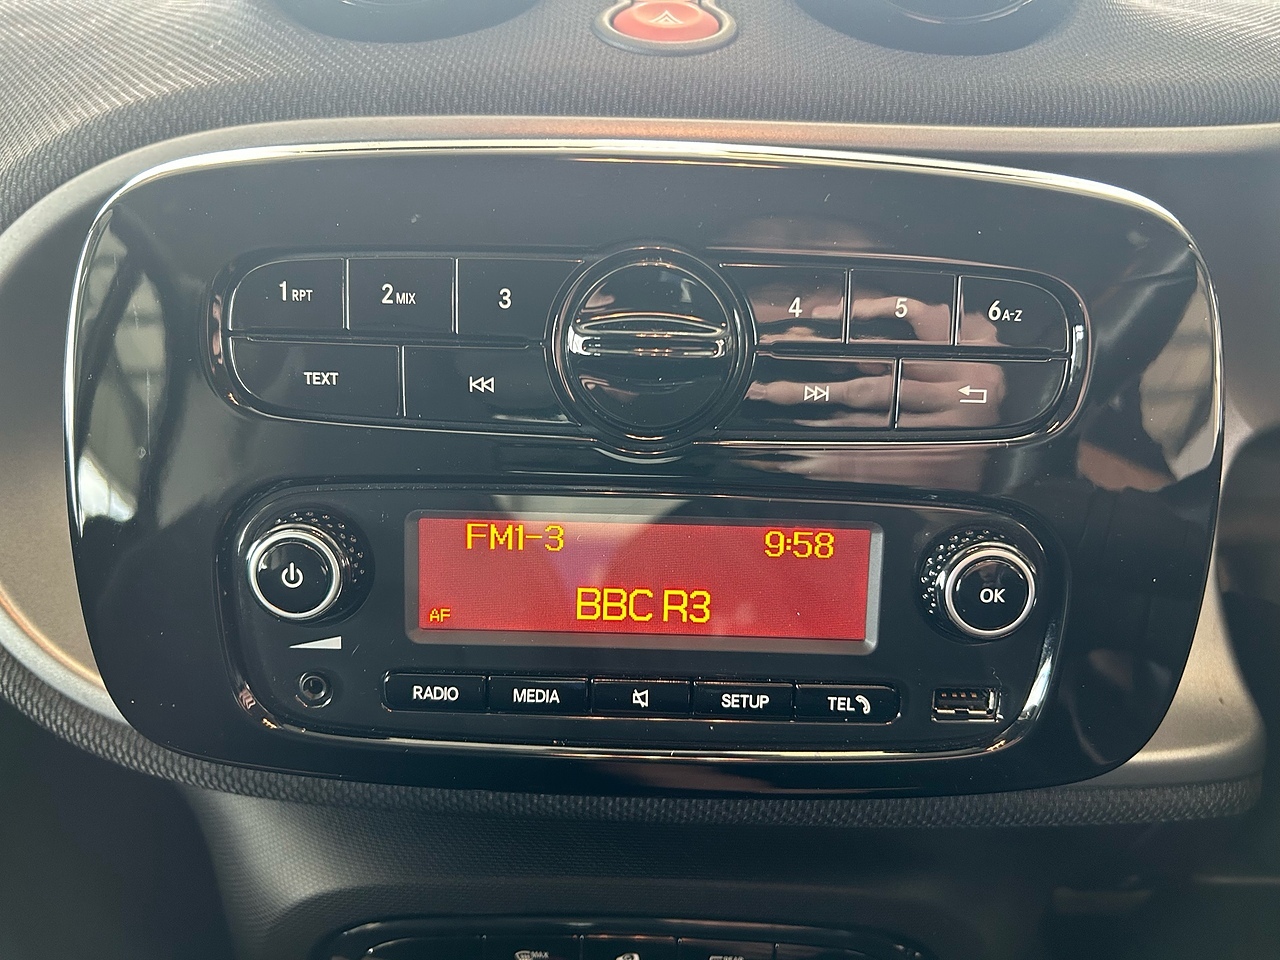 1 RPT 2 MIX 3 4 5 6 A-Z
TEXT
FM1-3 9:58
BBC R3
AF
OK
RADIO MEDIA SETUP TEL